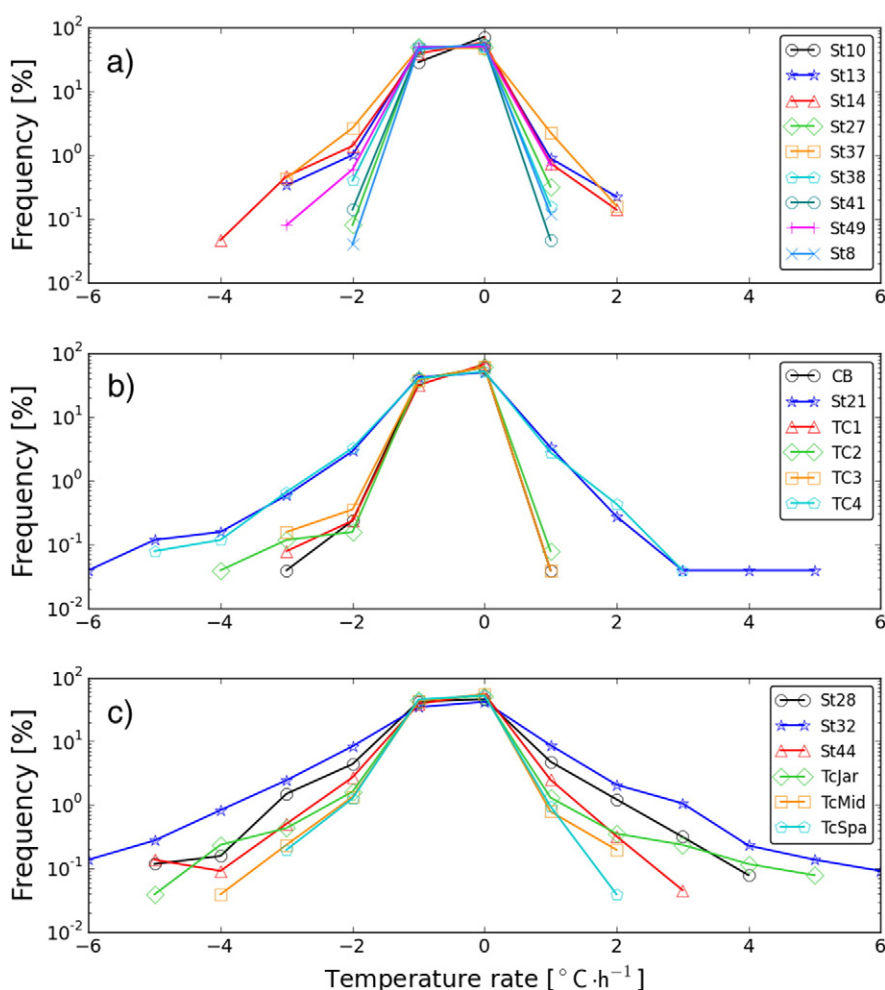 a)
Frequency [%]
10²
10¹
10⁰
10⁻¹
10⁻²
−6 −4 −2 0 2 4 6
St10
St13
St14
St27
St37
St38
St41
St49
St8
b)
Frequency [%]
10²
10¹
10⁰
10⁻¹
10⁻²
−6 −4 −2 0 2 4 6
CB
St21
TC1
TC2
TC3
TC4
c)
Frequency [%]
10²
10¹
10⁰
10⁻¹
10⁻²
−6 −4 −2 0 2 4 6
St28
St32
St44
TcJar
TcMid
TcSpa
Temperature rate [°C·h⁻¹]